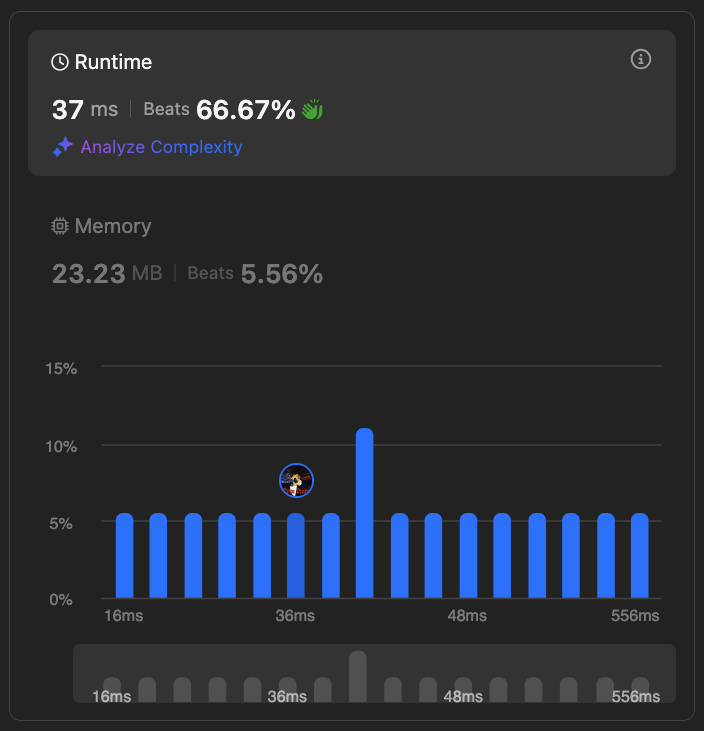 Runtime
37 ms | Beats 66.67%
Analyze Complexity
Memory
23.23 MB | Beats 5.56%
15%
10%
5%
0%
16ms 36ms 48ms 556ms
16ms 36ms 48ms 556ms